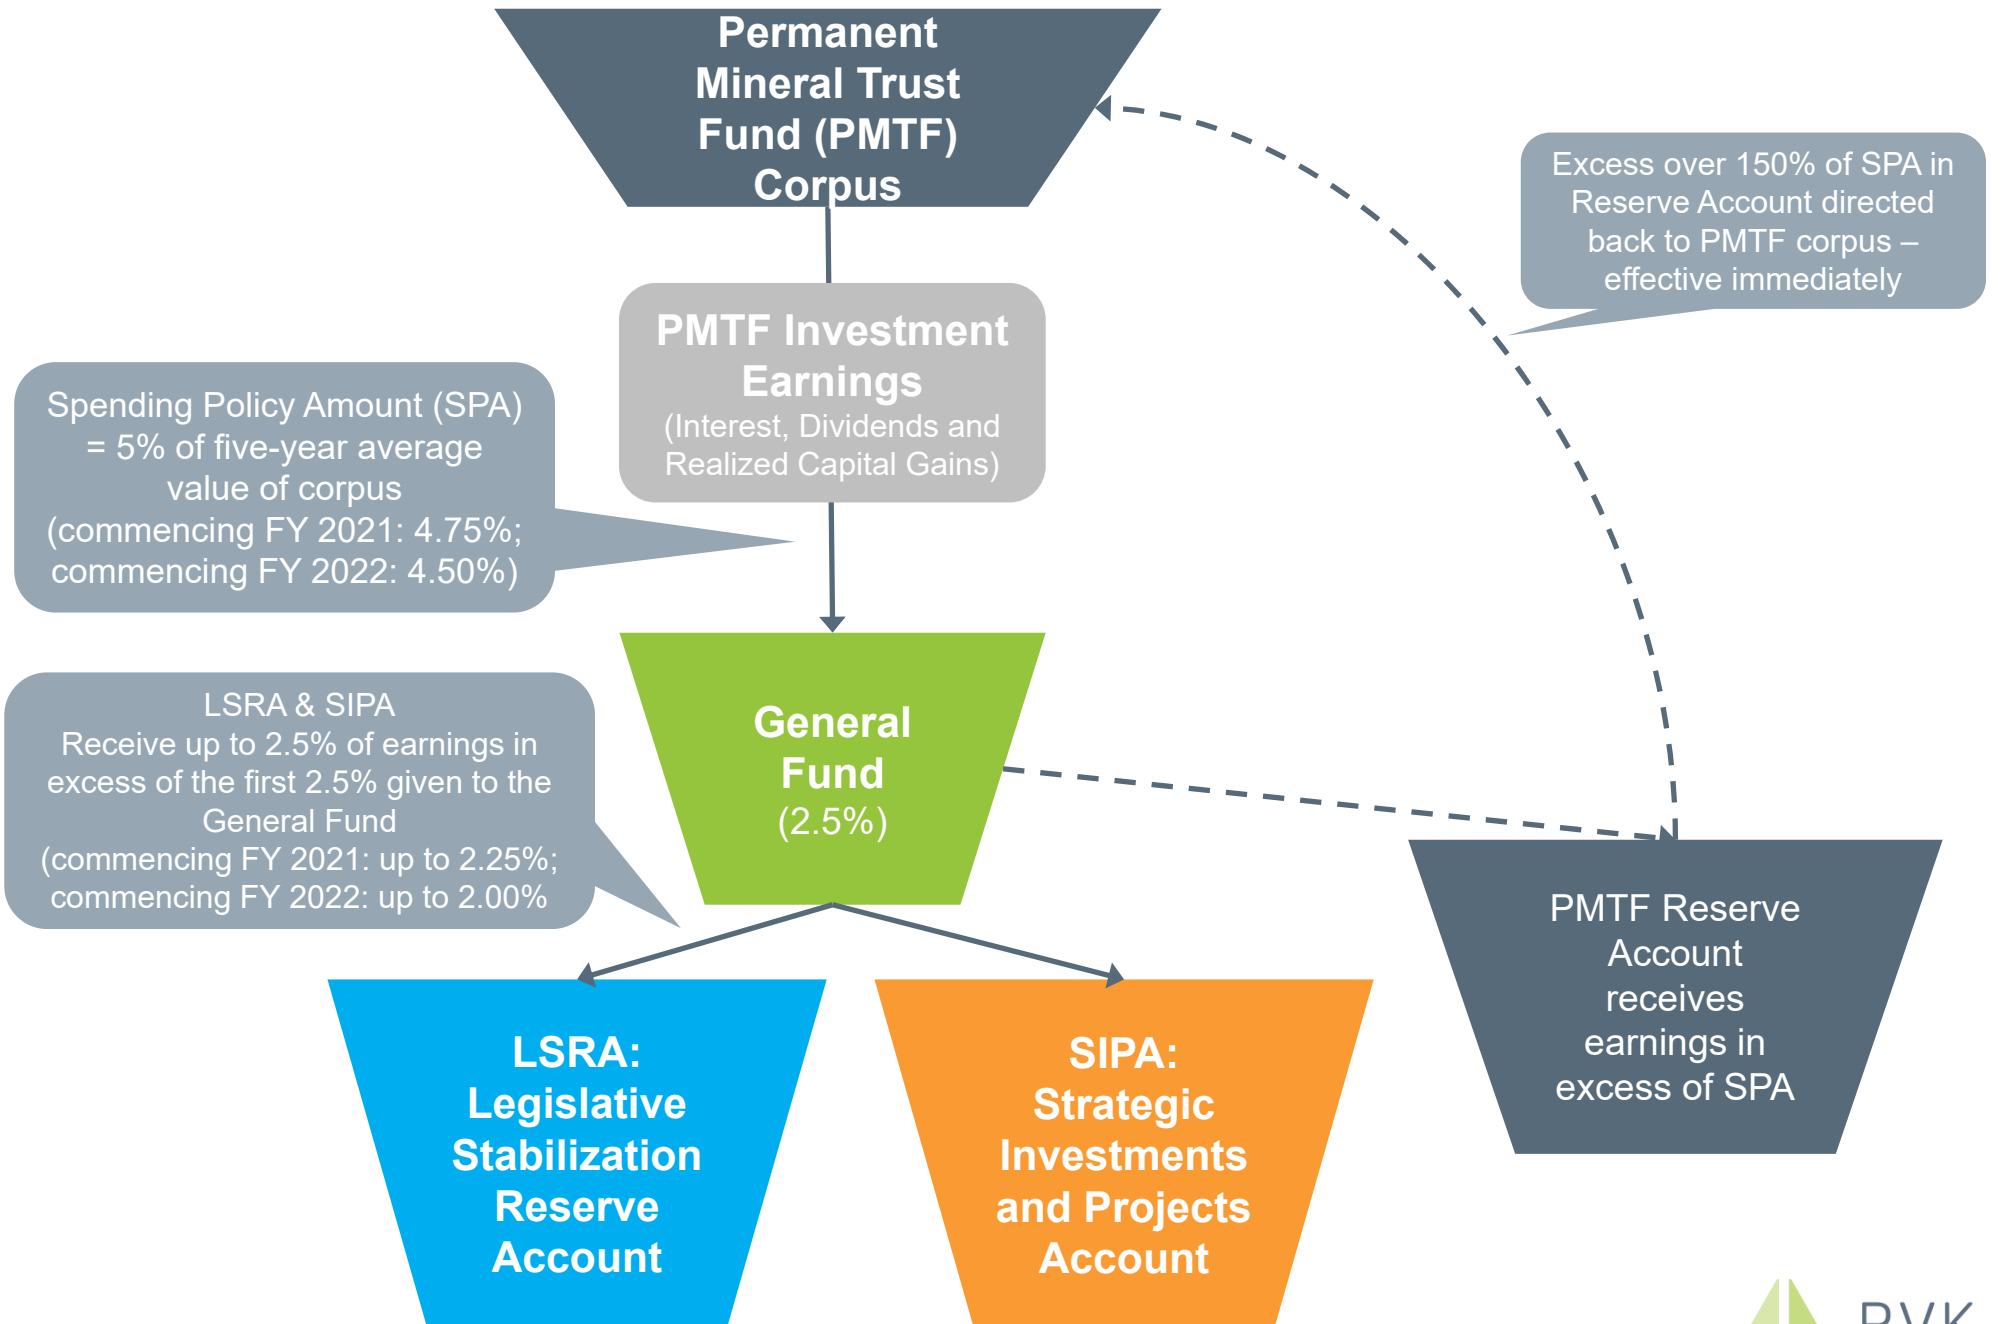 Permanent
Mineral Trust
Fund (PMTF)
Corpus
Excess over 150% of SPA in
Reserve Account directed
back to PMTF corpus –
effective immediately
PMTF Investment
Earnings
(Interest, Dividends and
Realized Capital Gains)
Spending Policy Amount (SPA)
= 5% of five-year average
value of corpus
(commencing FY 2021: 4.75%;
commencing FY 2022: 4.50%)
General
Fund
(2.5%)
LSRA & SIPA
Receive up to 2.5% of earnings in
excess of the first 2.5% given to the
General Fund
(commencing FY 2021: up to 2.25%;
commencing FY 2022: up to 2.00%
PMTF Reserve
Account
receives
earnings in
excess of SPA
LSRA:
Legislative
Stabilization
Reserve
Account
SIPA:
Strategic
Investments
and Projects
Account
RVK